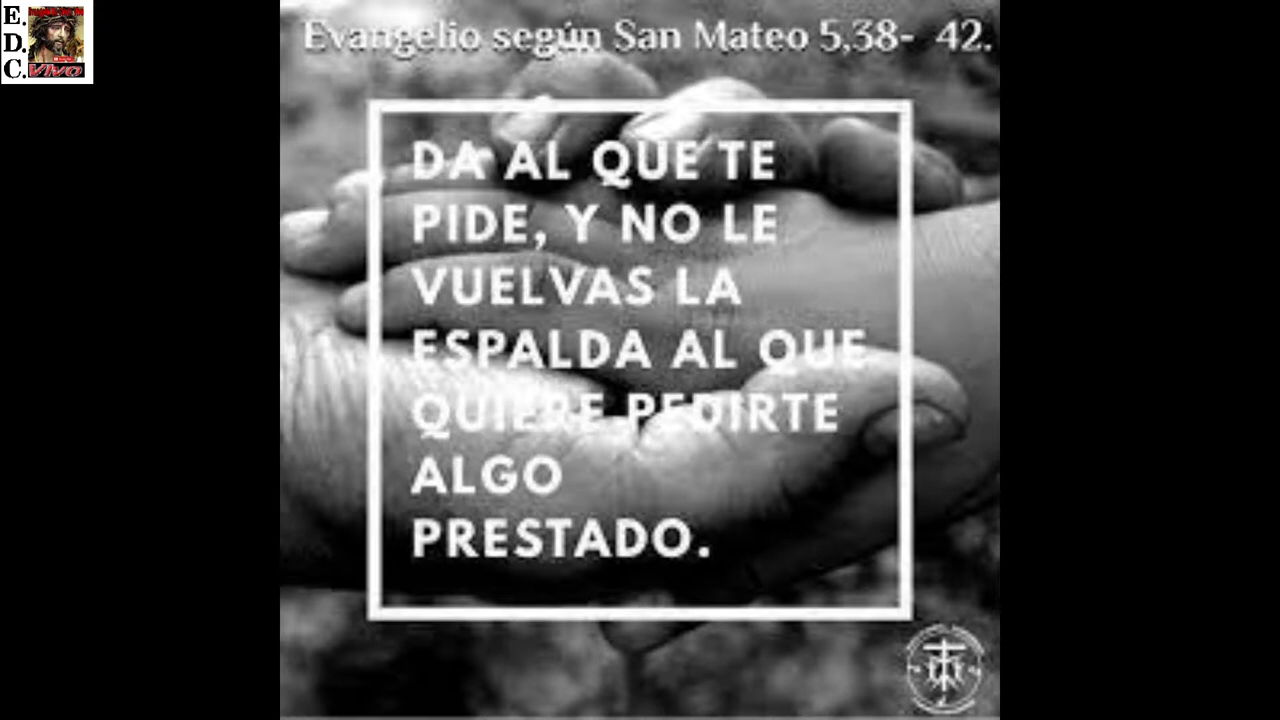 E.
D.
C.
VIVO
Evangelio según San Mateo 5,38- 42.
DA AL QUE TE
PIDE, Y NO LE
VUELVAS LA
ESPALDA AL QUE
QUIERE PEDIRTE
ALGO
PRESTADO.